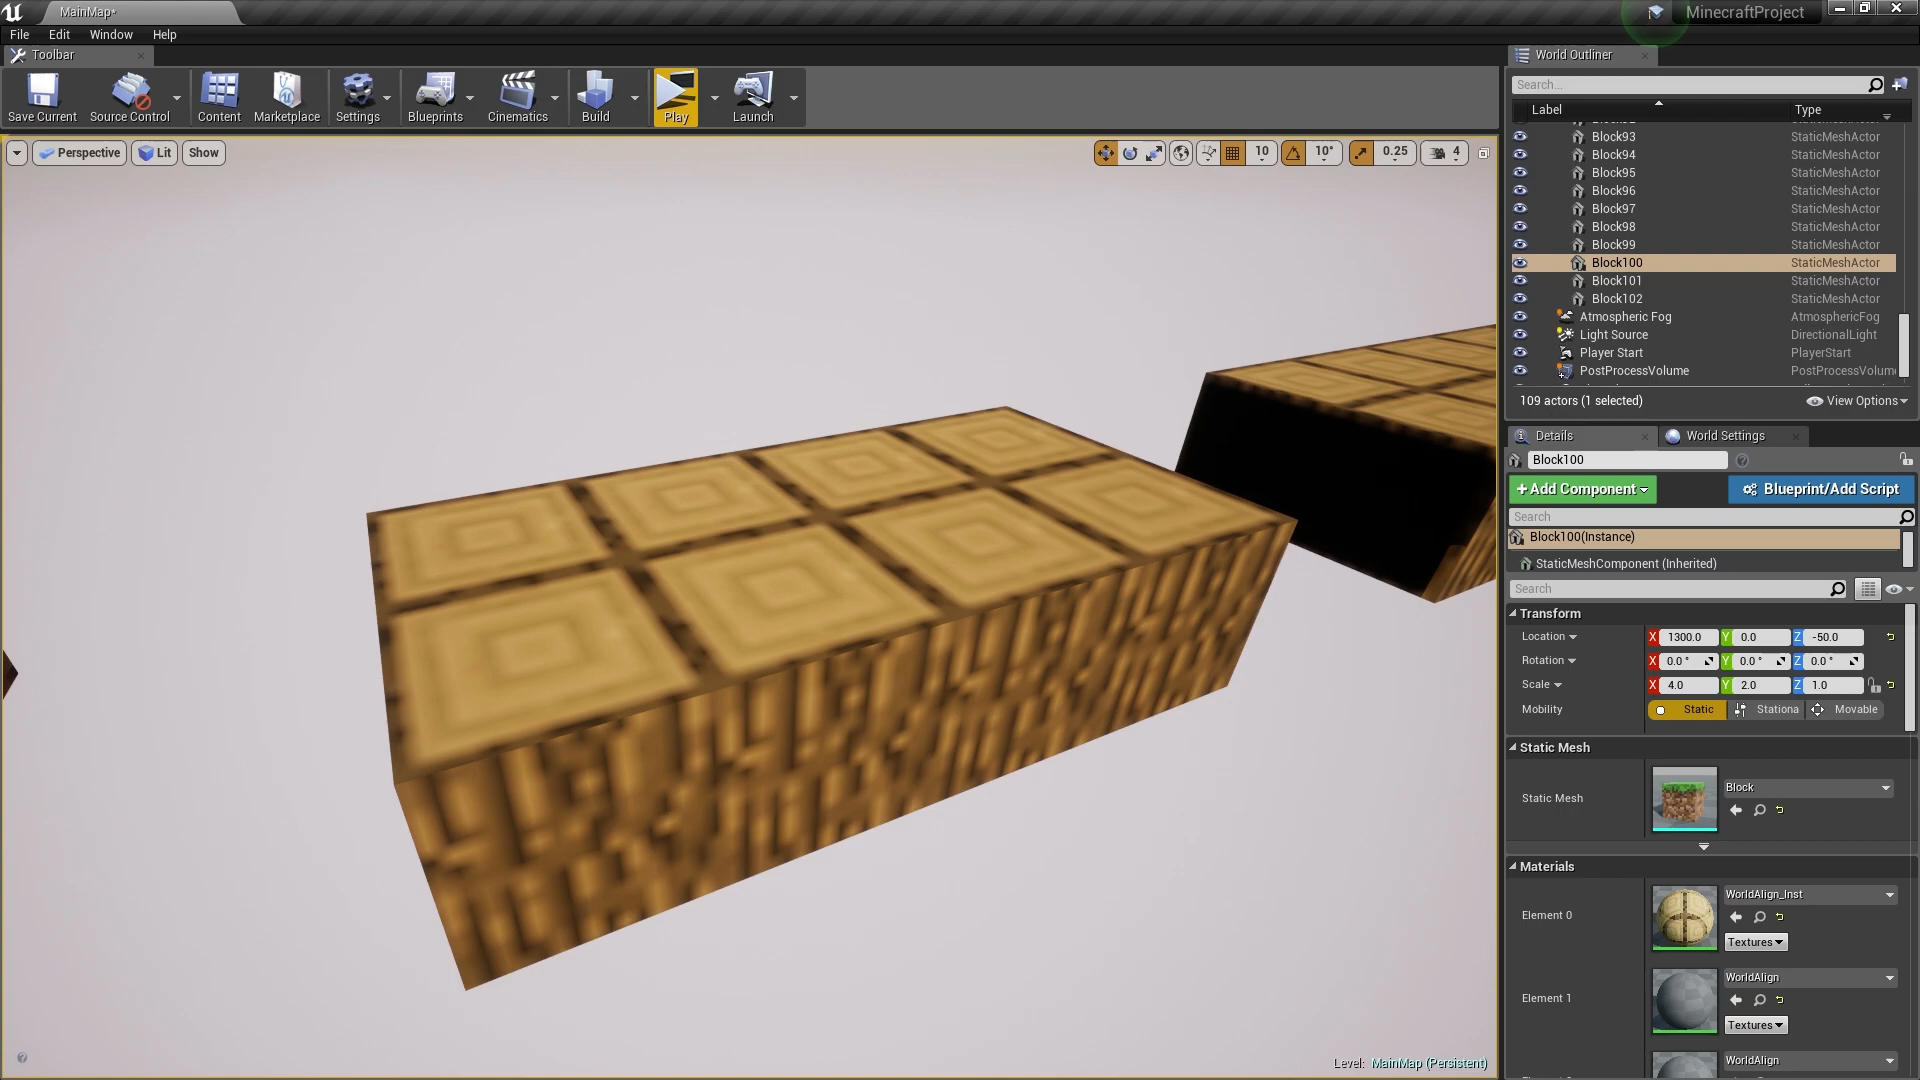 MainMap*
MinecraftProject
File Edit Window Help
Toolbar
Save Current
Source Control
Content
Marketplace
Settings
Blueprints
Cinematics
Build
Play
Launch
Perspective
Lit
Show
10
10°
0.25
4
Level: MainMap (Persistent)
World Outliner
Search...
Label Type
Block93 StaticMeshActor
Block94 StaticMeshActor
Block95 StaticMeshActor
Block96 StaticMeshActor
Block97 StaticMeshActor
Block98 StaticMeshActor
Block99 StaticMeshActor
Block100 StaticMeshActor
Block101 StaticMeshActor
Block102 StaticMeshActor
Atmospheric Fog AtmosphericFog
Light Source DirectionalLight
Player Start PlayerStart
PostProcessVolume PostProcessVolum
109 actors (1 selected) View Options
Details World Settings
Block100
+Add Component Blueprint/Add Script
Search
Block100(Instance)
StaticMeshComponent (Inherited)
Search
Transform
Location X 1300.0 Y 0.0 Z -50.0
Rotation X 0.0 ° Y 0.0 ° Z 0.0 °
Scale X 4.0 Y 2.0 Z 1.0
Mobility Static Stationa Movable
Static Mesh
Static Mesh Block
Materials
Element 0 WorldAlign_Inst
Textures
Element 1 WorldAlign
Textures
WorldAlign